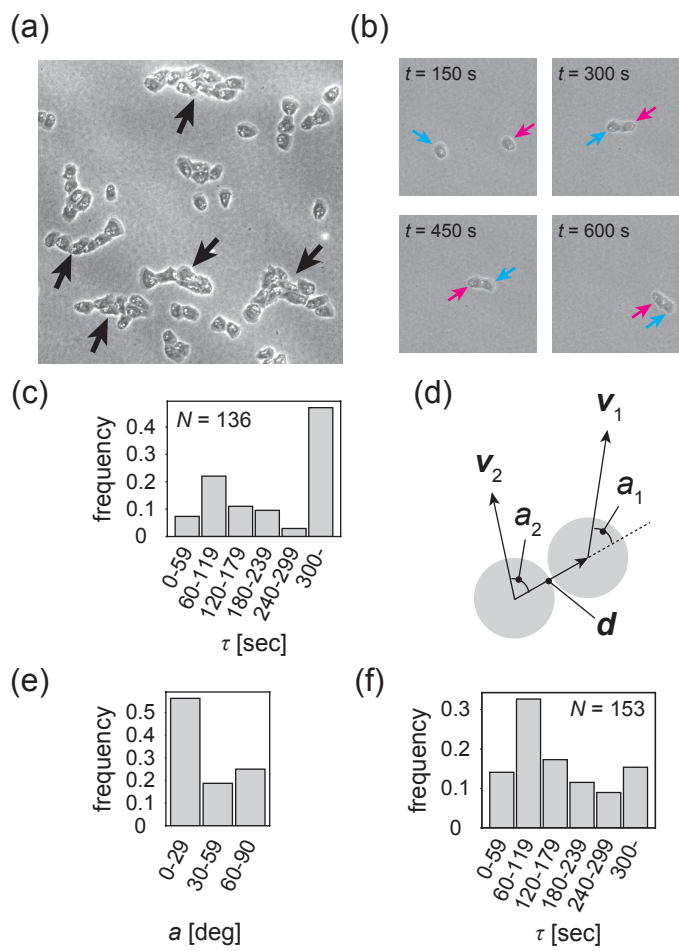 (a)
(b)
t = 150 s
t = 300 s
t = 450 s
t = 600 s
(c)
frequency
N = 136
0.4
0.3
0.2
0.1
0
0-59
60-119
120-179
180-239
240-299
300-
τ [sec]
(d)
v1
v2
a1
a2
d
(e)
frequency
0.5
0.4
0.3
0.2
0.1
0
0-29
30-59
60-90
a [deg]
(f)
frequency
N = 153
0.3
0.2
0.1
0
0-59
60-119
120-179
180-239
240-299
300-
τ [sec]